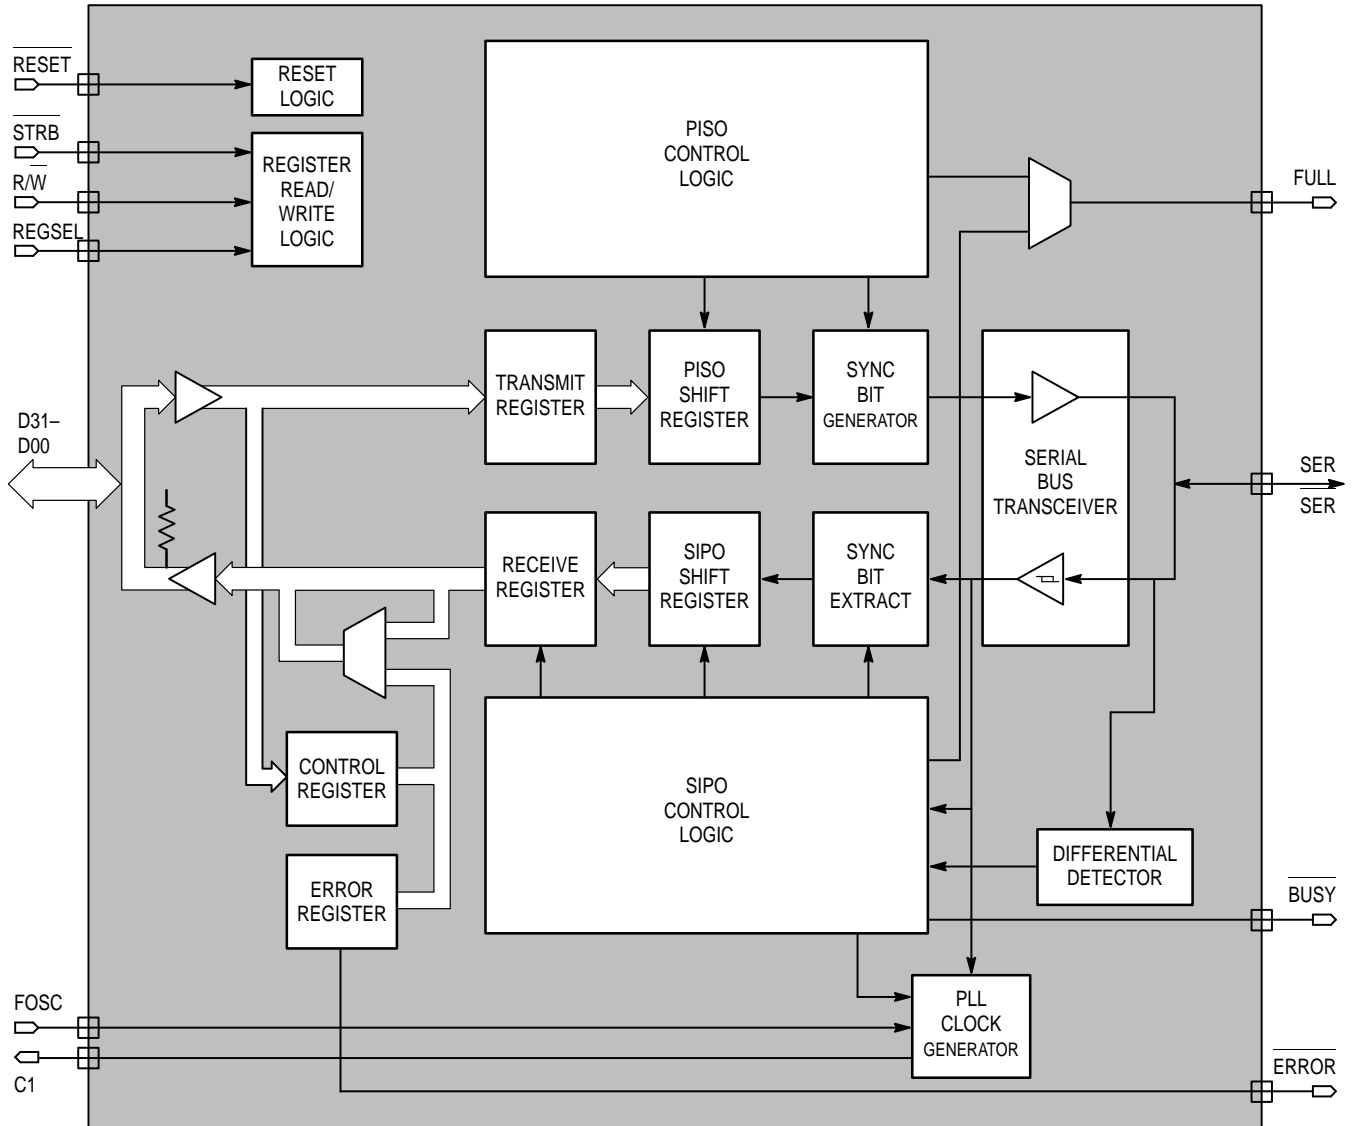 RESET
STRB
R/W
REGSEL
RESET
LOGIC
REGISTER
READ/
WRITE
LOGIC
PISO
CONTROL
LOGIC
FULL
D31–
D00
TRANSMIT
REGISTER
PISO
SHIFT
REGISTER
SYNC
BIT
GENERATOR
SERIAL
BUS
TRANSCEIVER
SER
SER
RECEIVE
REGISTER
SIPO
SHIFT
REGISTER
SYNC
BIT
EXTRACT
CONTROL
REGISTER
SIPO
CONTROL
LOGIC
DIFFERENTIAL
DETECTOR
ERROR
REGISTER
BUSY
FOSC
C1
PLL
CLOCK
GENERATOR
ERROR